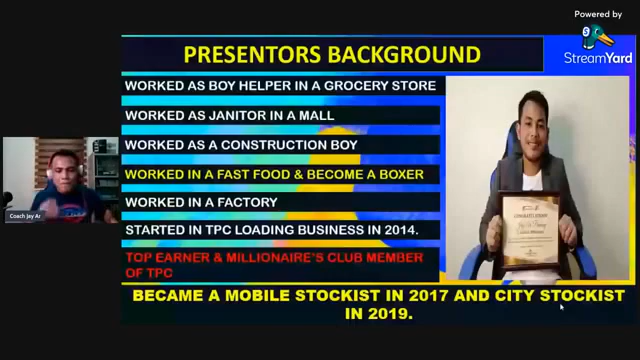 Powered by
StreamYard
PRESENTORS BACKGROUND
WORKED AS BOY HELPER IN A GROCERY STORE
WORKED AS JANITOR IN A MALL
WORKED AS A CONSTRUCTION BOY
WORKED IN A FAST FOOD & BECOME A BOXER
WORKED IN A FACTORY
STARTED IN TPC LOADING BUSINESS IN 2014.
TOP EARNER & MILLIONAIRE'S CLUB MEMBER
OF TPC
BECAME A MOBILE STOCKIST IN 2017 AND CITY STOCKIST
IN 2019.
Coach Jay Ar